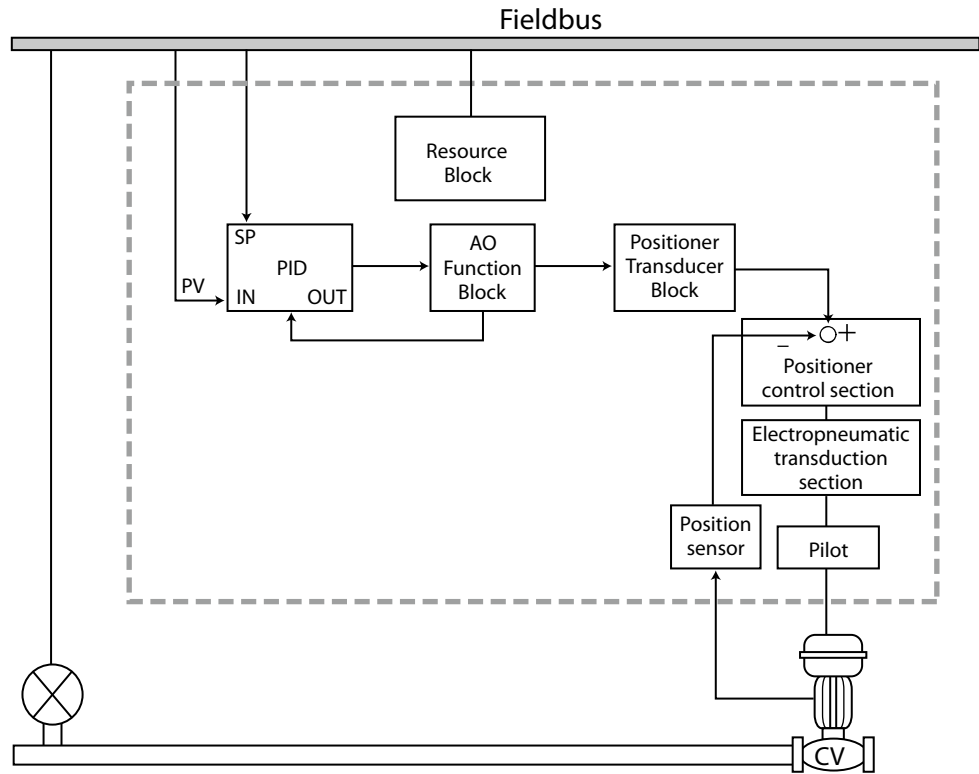 Fieldbus
Resource
Block
SP
PID
PV
IN
OUT
AO
Function
Block
Positioner
Transducer
Block
+
–
Positioner
control section
Electropneumatic
transduction
section
Position
sensor
Pilot
CV